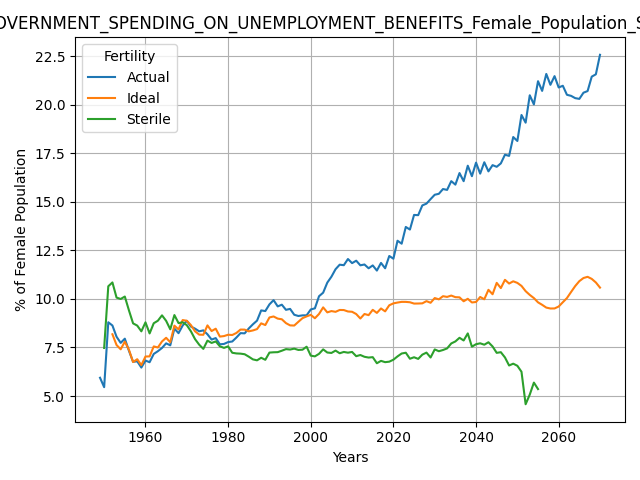 OVERNMENT_SPENDING_ON_UNEMPLOYMENT_BENEFITS_Female_Population_S
Fertility
Actual
Ideal
Sterile
22.5
20.0
17.5
15.0
12.5
10.0
7.5
5.0
% of Female Population
1960
1980
2000
2020
2040
2060
Years